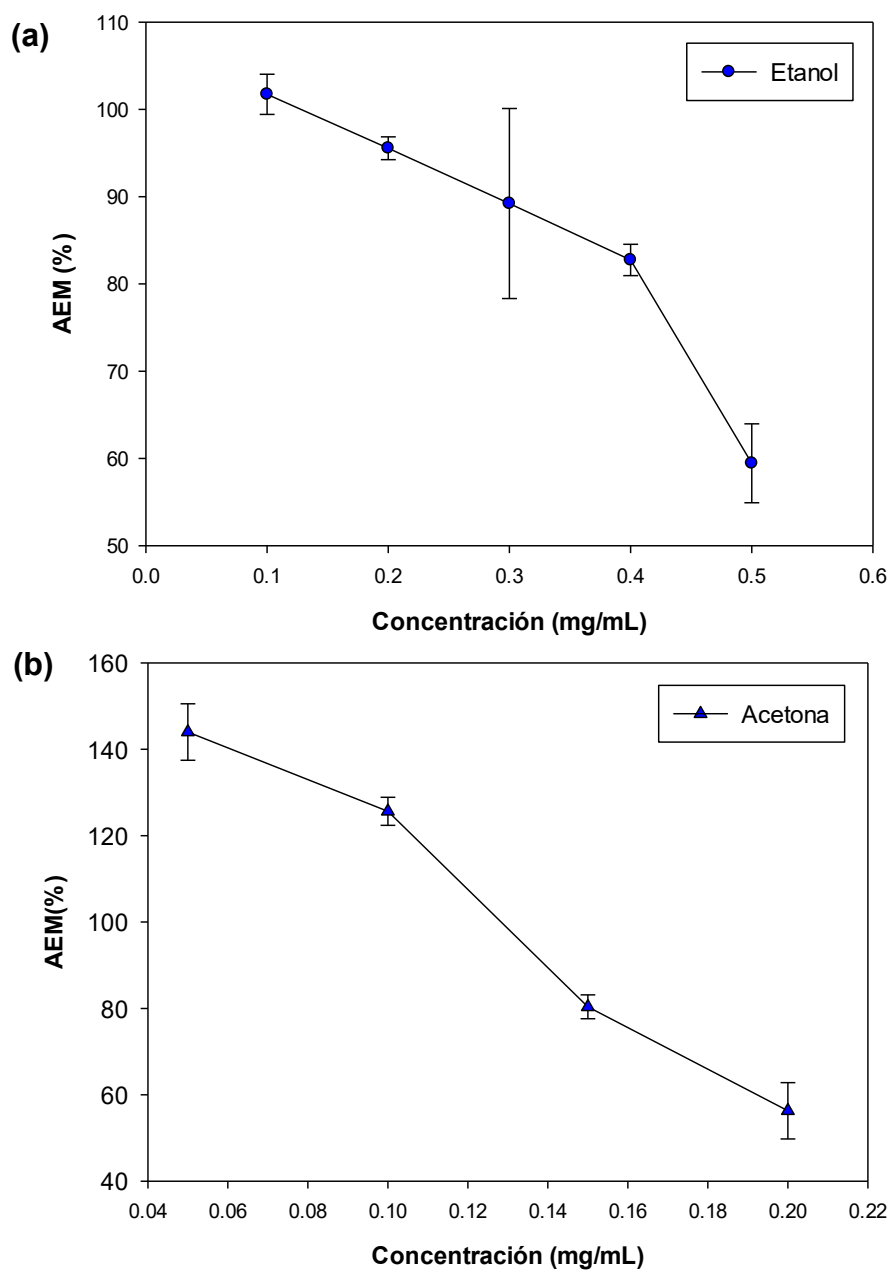 (a)
110
100
90
80
70
60
50
AEM (%)
Etanol
0.0 0.1 0.2 0.3 0.4 0.5 0.6
Concentración (mg/mL)
(b)
160
140
120
100
80
60
40
AEM(%)
Acetona
0.04 0.06 0.08 0.10 0.12 0.14 0.16 0.18 0.20 0.22
Concentración (mg/mL)